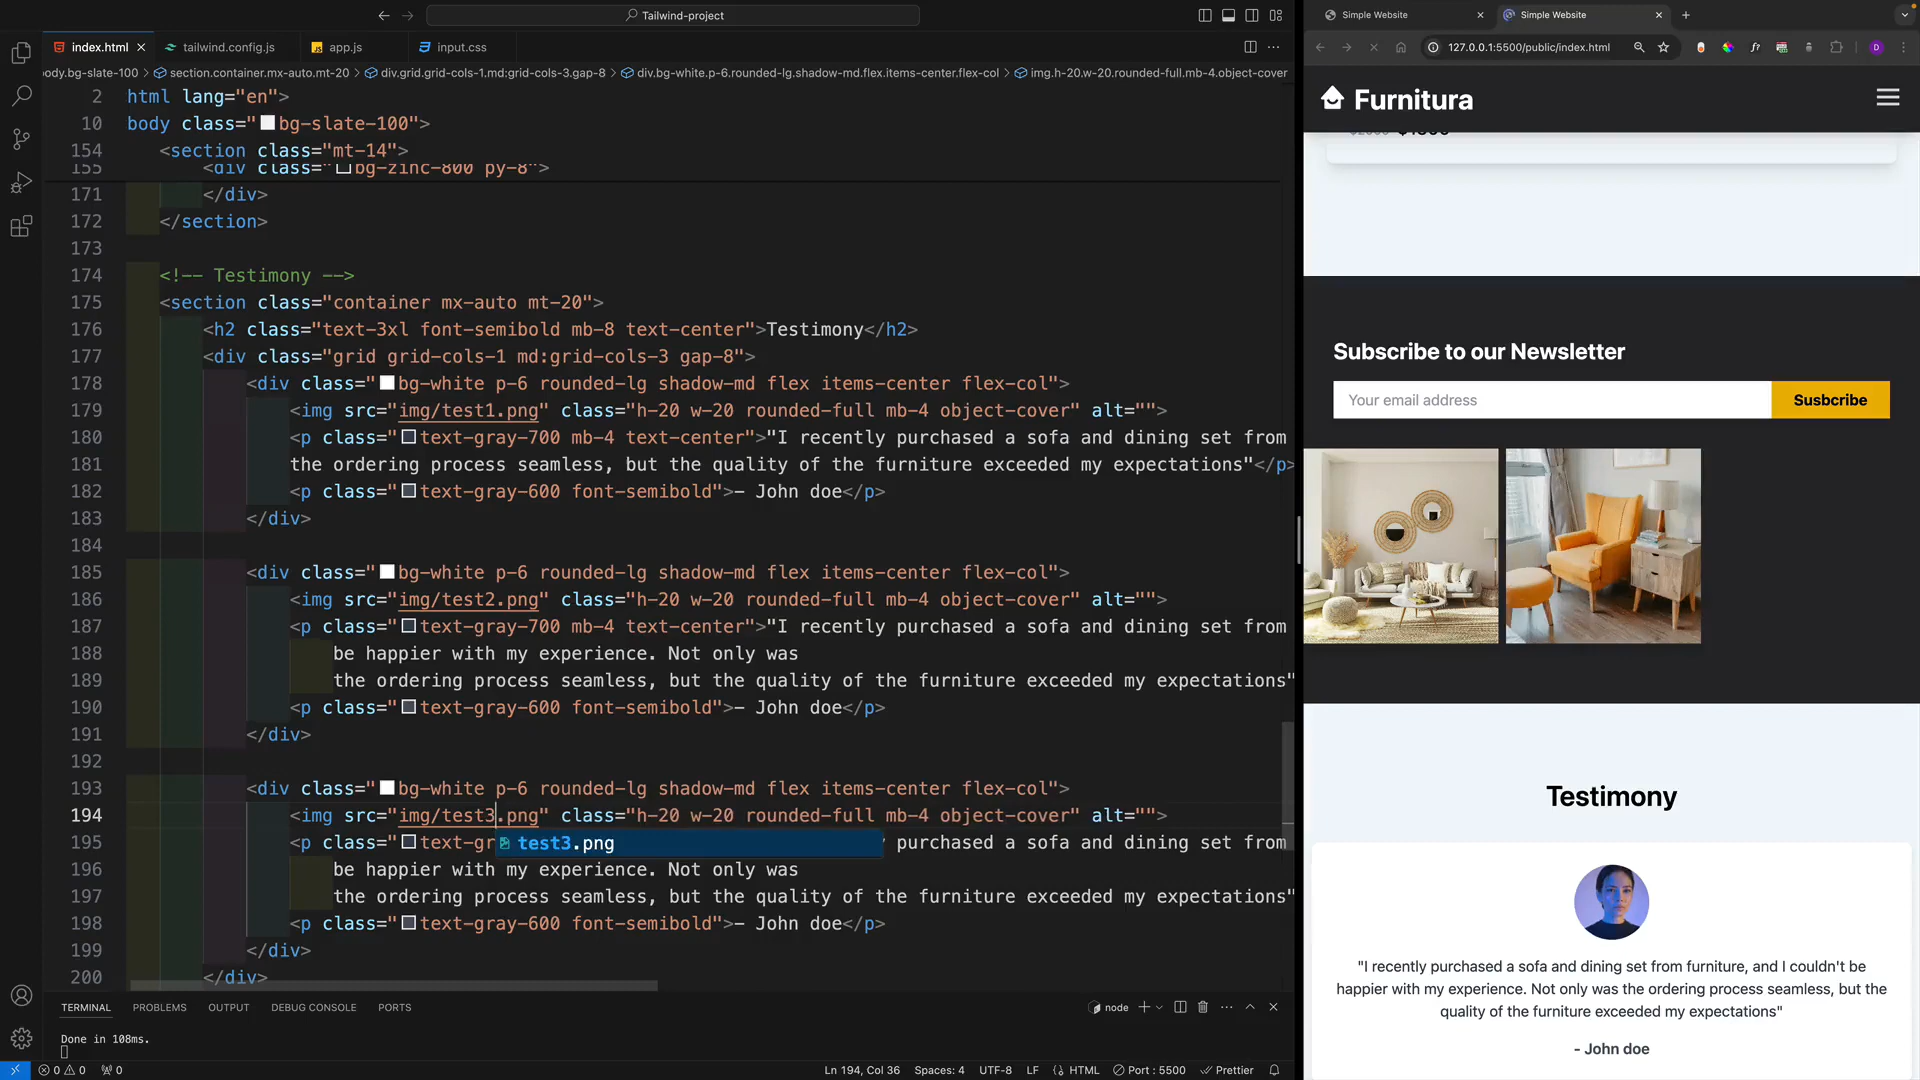 Tailwind-project
index.html
tailwind.config.js
app.js
input.css
ody.bg-slate-100 > section.container.mx-auto.mt-20 > div.grid.grid-cols-1.md:grid-cols-3.gap-8 > div.bg-white.p-6.rounded-lg.shadow-md.flex.items-center.flex-col > img.h-20.w-20.rounded-full.mb-4.object-cover
2 html lang="en">
10 body class="bg-slate-100">
154 <section class="mt-14">
155 <div class="bg-zinc-800 py-8">
171 </div>
172 </section>
173
174 <!-- Testimony -->
175 <section class="container mx-auto mt-20">
176 <h2 class="text-3xl font-semibold mb-8 text-center">Testimony</h2>
177 <div class="grid grid-cols-1 md:grid-cols-3 gap-8">
178 <div class="bg-white p-6 rounded-lg shadow-md flex items-center flex-col">
179 <img src="img/test1.png" class="h-20 w-20 rounded-full mb-4 object-cover" alt="">
180 <p class="text-gray-700 mb-4 text-center">"I recently purchased a sofa and dining set from
181 the ordering process seamless, but the quality of the furniture exceeded my expectations"</p>
182 <p class="text-gray-600 font-semibold">- John doe</p>
183 </div>
184
185 <div class="bg-white p-6 rounded-lg shadow-md flex items-center flex-col">
186 <img src="img/test2.png" class="h-20 w-20 rounded-full mb-4 object-cover" alt="">
187 <p class="text-gray-700 mb-4 text-center">"I recently purchased a sofa and dining set from
188 be happier with my experience. Not only was
189 the ordering process seamless, but the quality of the furniture exceeded my expectations"
190 <p class="text-gray-600 font-semibold">- John doe</p>
191 </div>
192
193 <div class="bg-white p-6 rounded-lg shadow-md flex items-center flex-col">
194 <img src="img/test3.png" class="h-20 w-20 rounded-full mb-4 object-cover" alt="">
195 <p class="text-gr test3.png purchased a sofa and dining set from
196 be happier with my experience. Not only was
197 the ordering process seamless, but the quality of the furniture exceeded my expectations"
198 <p class="text-gray-600 font-semibold">- John doe</p>
199 </div>
200 </div>
TERMINAL PROBLEMS OUTPUT DEBUG CONSOLE PORTS
node
Done in 108ms.
0 0 0
Ln 194, Col 36 Spaces: 4 UTF-8 LF HTML Port : 5500 Prettier
Simple Website
Simple Website
127.0.0.1:5500/public/index.html
D
Furnitura
Subscribe to our Newsletter
Your email address
Susbcribe
Testimony
"I recently purchased a sofa and dining set from furniture, and I couldn't be
happier with my experience. Not only was the ordering process seamless, but the
quality of the furniture exceeded my expectations"
- John doe